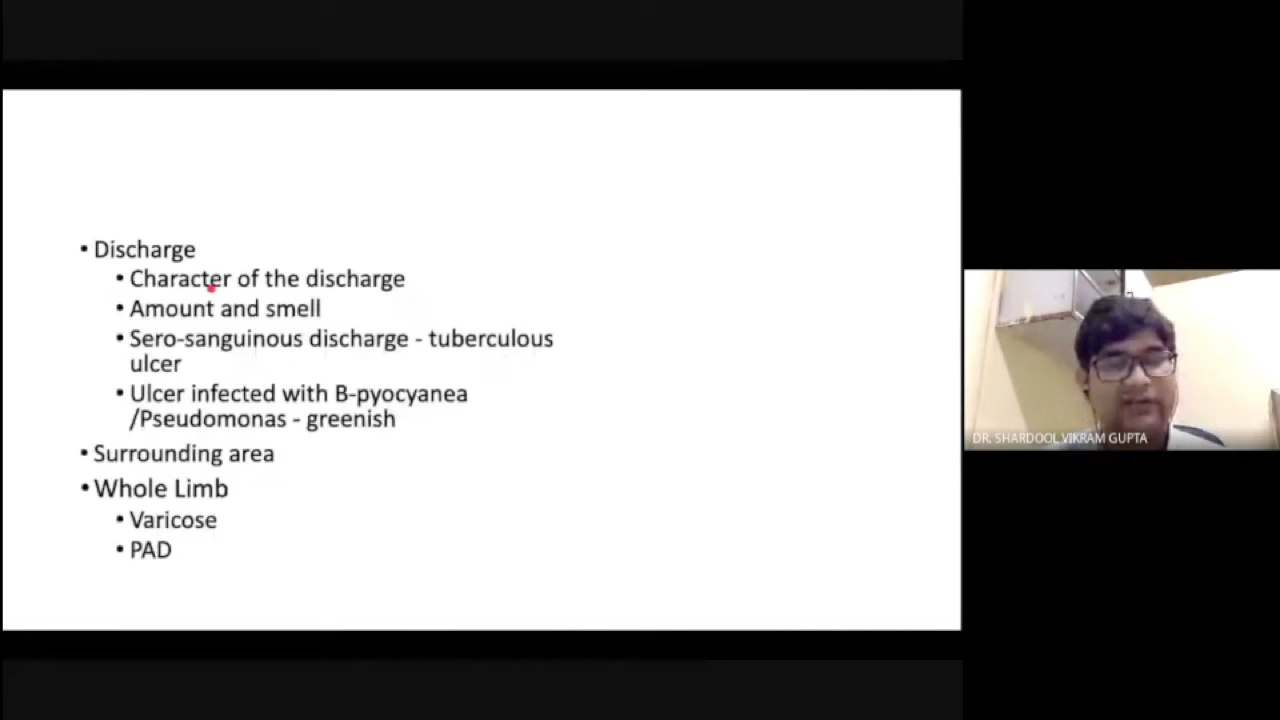 • Discharge
• Character of the discharge
• Amount and smell
• Sero-sanguinous discharge - tuberculous
ulcer
• Ulcer infected with B-pyocyanea
/Pseudomonas - greenish
• Surrounding area
• Whole Limb
• Varicose
• PAD
DR. SHARDOOL VIKRAM GUPTA